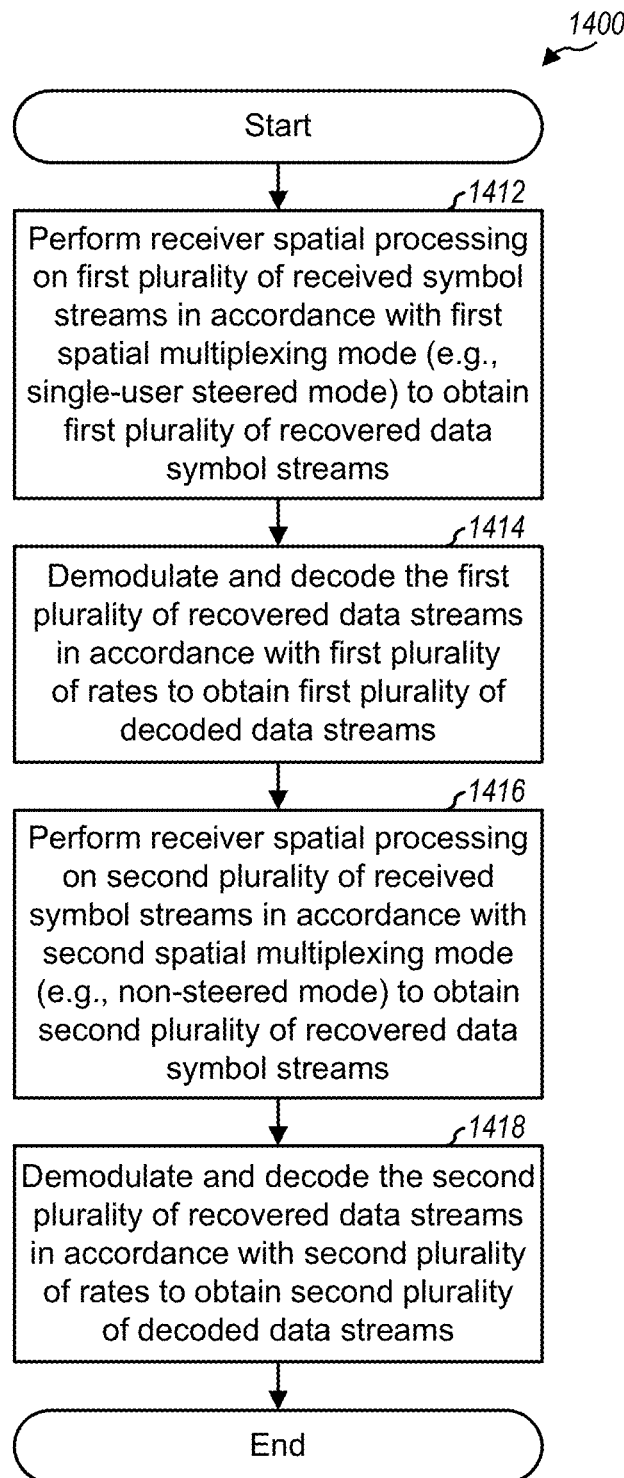 1400
Start
1412
Perform receiver spatial processing
on first plurality of received symbol
streams in accordance with first
spatial multiplexing mode (e.g.,
single-user steered mode) to obtain
first plurality of recovered data
symbol streams
1414
Demodulate and decode the first
plurality of recovered data streams
in accordance with first plurality
of rates to obtain first plurality of
decoded data streams
1416
Perform receiver spatial processing
on second plurality of received
symbol streams in accordance with
second spatial multiplexing mode
(e.g., non-steered mode) to obtain
second plurality of recovered data
symbol streams
1418
Demodulate and decode the second
plurality of recovered data streams
in accordance with second plurality
of rates to obtain second plurality
of decoded data streams
End